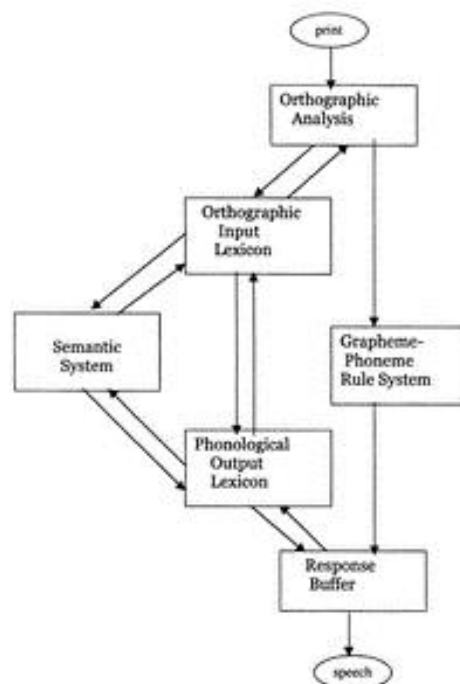 print
Orthographic
Analysis
Orthographic
Input
Lexicon
Semantic
System
Grapheme-
Phoneme
Rule System
Phonological
Output
Lexicon
Response
Buffer
speech